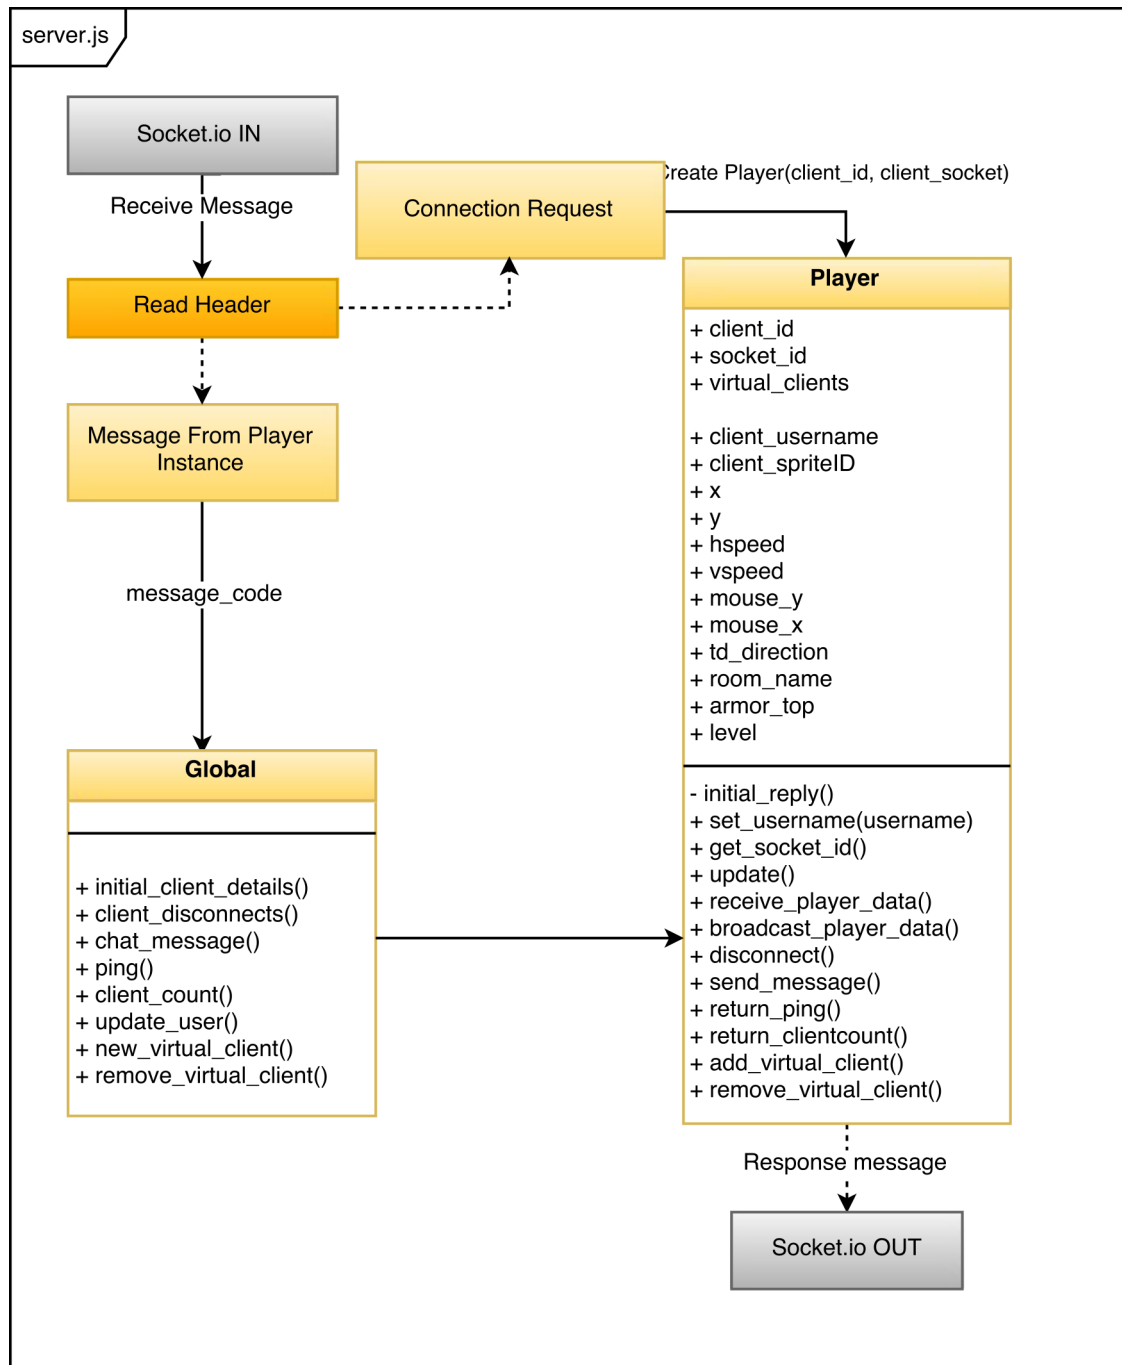 server.js
Socket.io IN
Receive Message
Create Player(client_id, client_socket)
Connection Request
Read Header
Message From Player
Instance
message_code
Global
+ initial_client_details()
+ client_disconnects()
+ chat_message()
+ ping()
+ client_count()
+ update_user()
+ new_virtual_client()
+ remove_virtual_client()
Player
+ client_id
+ socket_id
+ virtual_clients
+ client_username
+ client_spriteID
+ x
+ y
+ hspeed
+ vspeed
+ mouse_y
+ mouse_x
+ td_direction
+ room_name
+ armor_top
+ level
- initial_reply()
+ set_username(username)
+ get_socket_id()
+ update()
+ receive_player_data()
+ broadcast_player_data()
+ disconnect()
+ send_message()
+ return_ping()
+ return_clientcount()
+ add_virtual_client()
+ remove_virtual_client()
Response message
Socket.io OUT